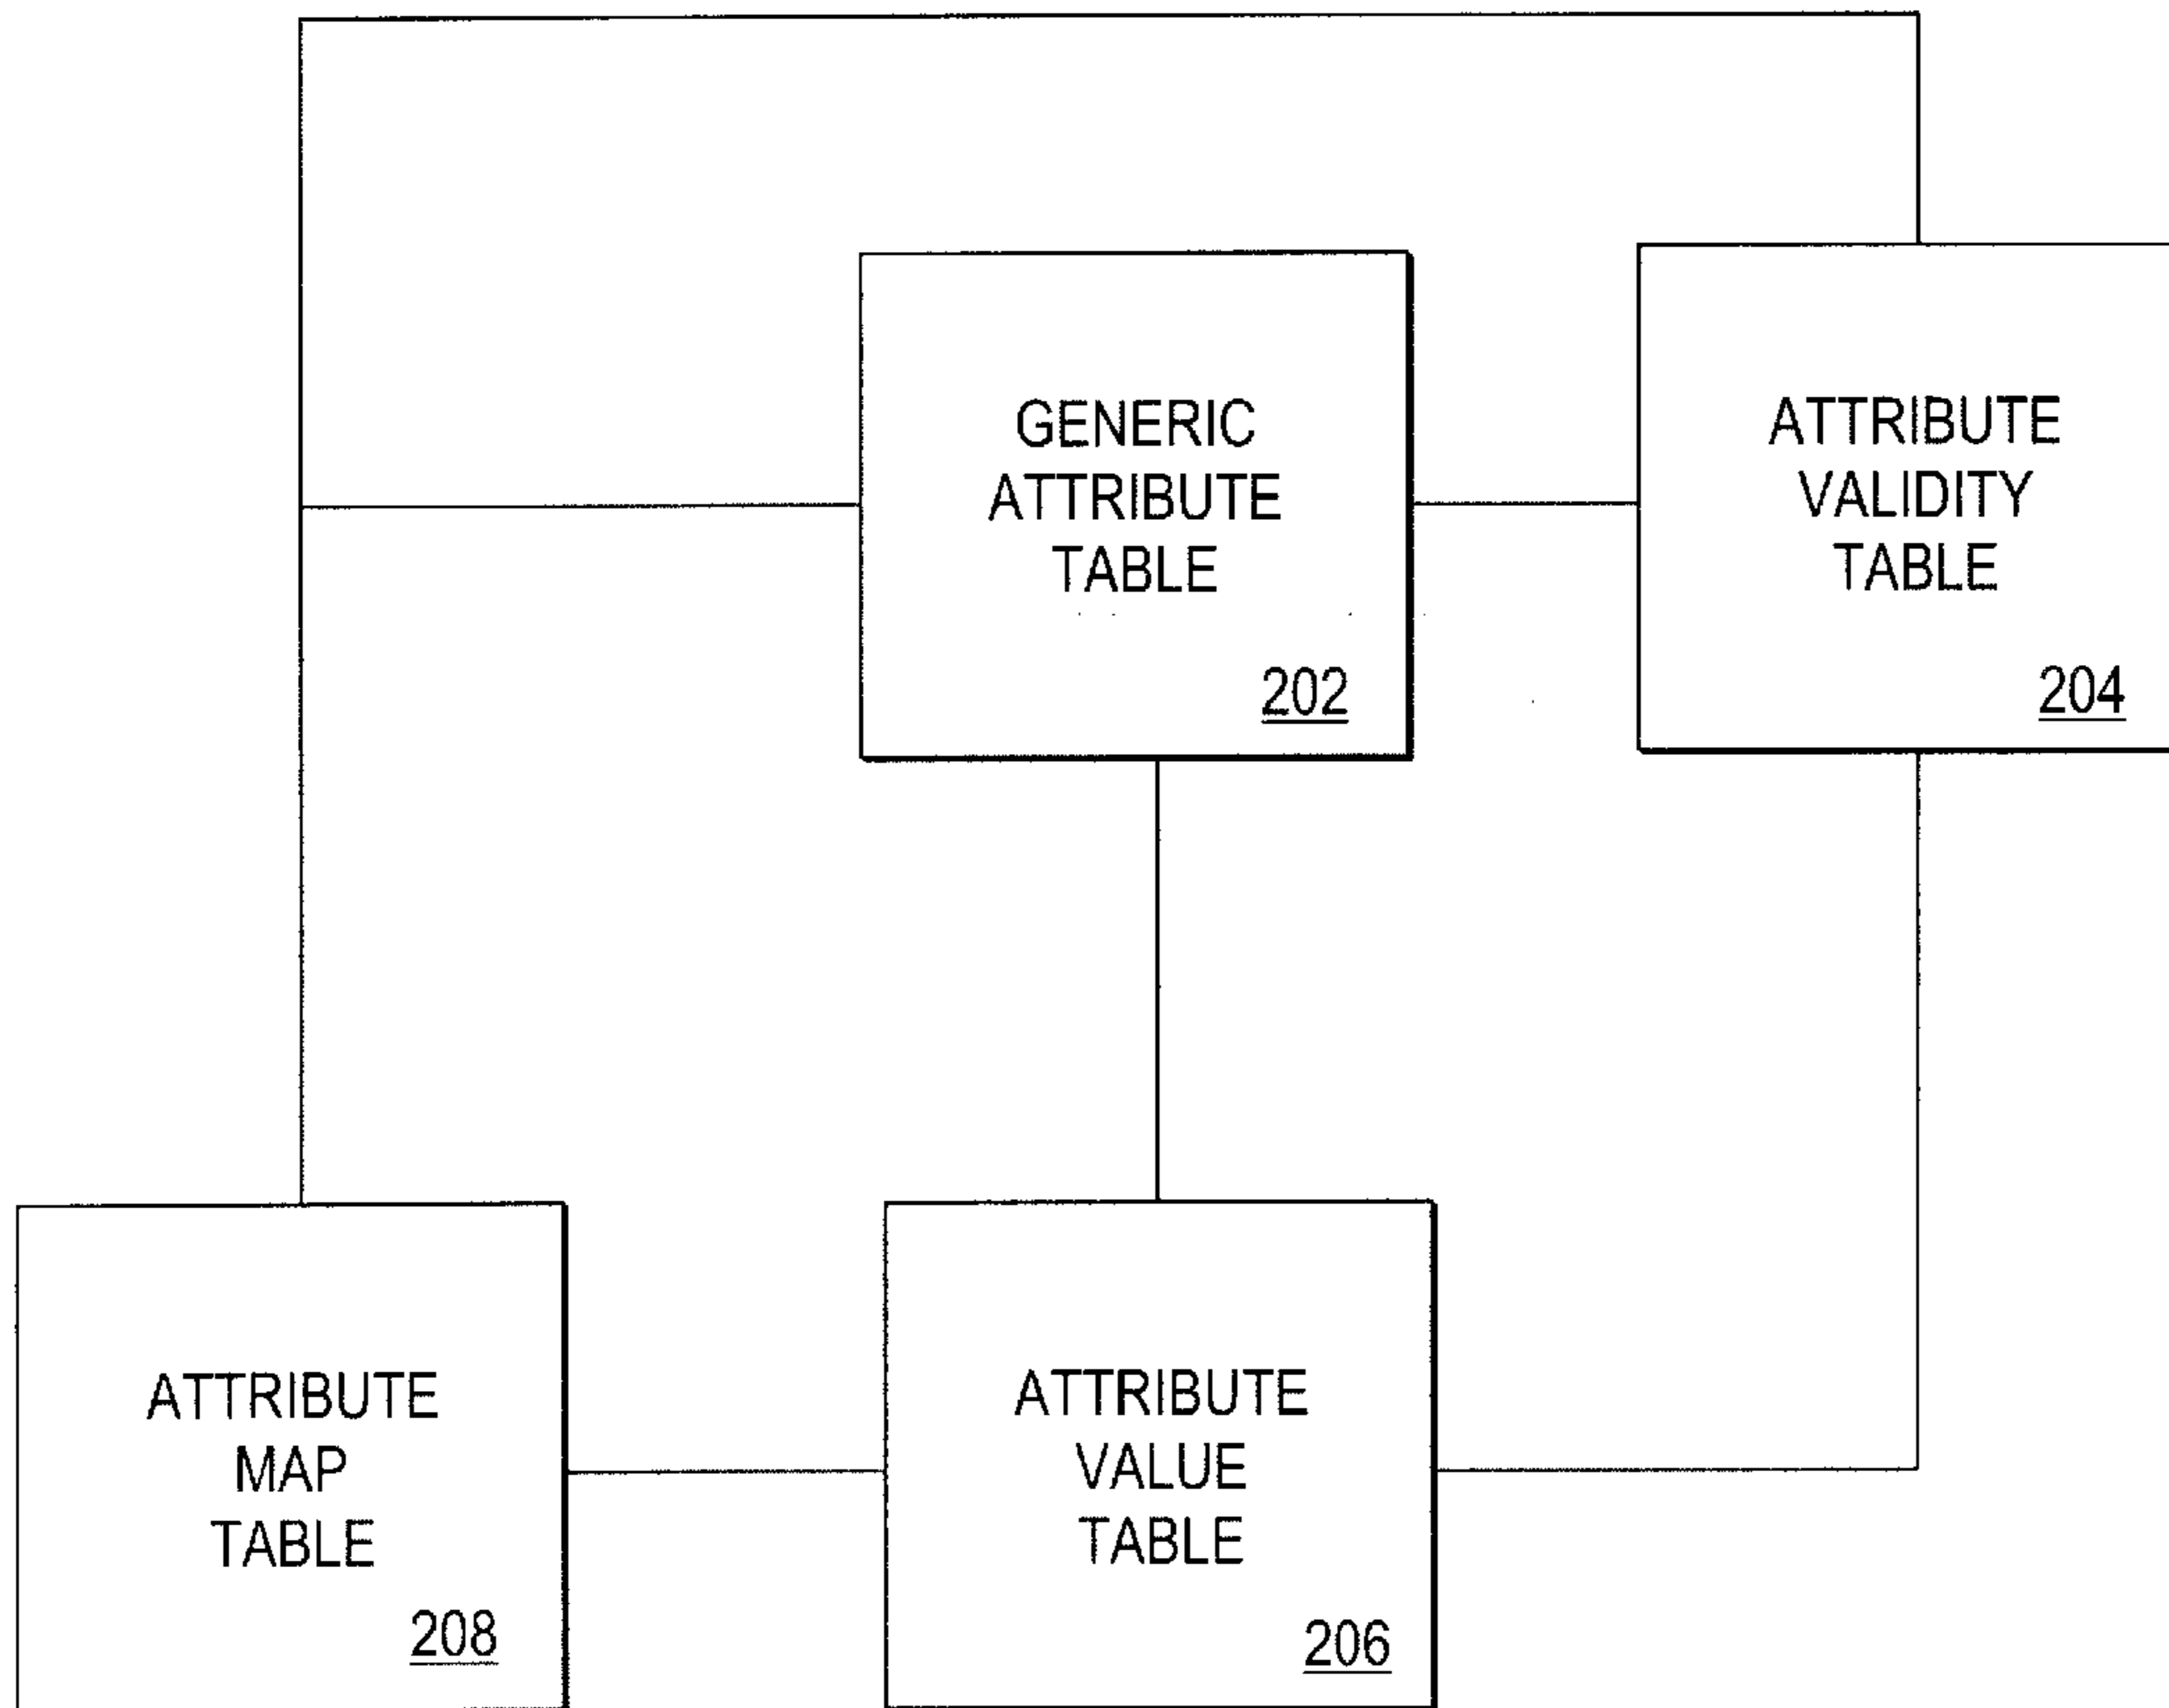 GENERIC
ATTRIBUTE
TABLE
202
ATTRIBUTE
VALIDITY
TABLE
204
ATTRIBUTE
MAP
TABLE
208
ATTRIBUTE
VALUE
TABLE
206